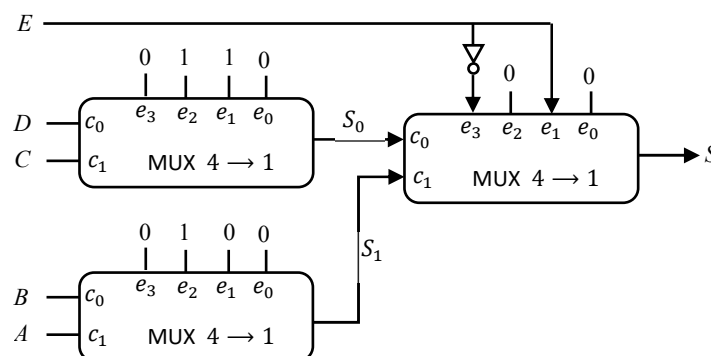 E
0 1 1 0
0 0
D c₀ e₃ e₂ e₁ e₀ S₀ c₀ e₃ e₂ e₁ e₀
C c₁ MUX 4 → 1 c₁ MUX 4 → 1 S
0 1 0 0 S₁
B c₀ e₃ e₂ e₁ e₀
A c₁ MUX 4 → 1